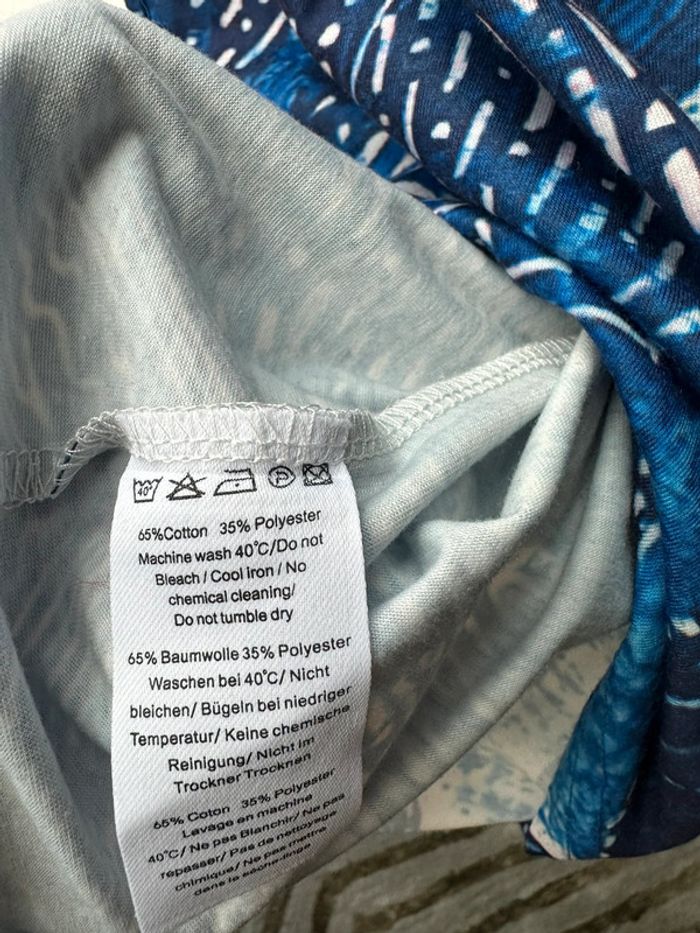 40°
P
65%Cotton 35% Polyester
Machine wash 40°C/Do not
Bleach / Cool iron / No
chemical cleaning/
Do not tumble dry
65% Baumwolle 35% Polyester
Waschen bei 40°C/ Nicht
bleichen/ Bügeln bei niedriger
Temperatur/ Keine chemische
Reinigung/ Nicht im
Trockner Trocknen
65% Coton 35% Polyester
Lavage en machine
40°C/ Ne pas Blanchir/ Ne pas
repasser/ Pas de nettoyage
chimique/ Ne pas mettre
dans le sèche-linge